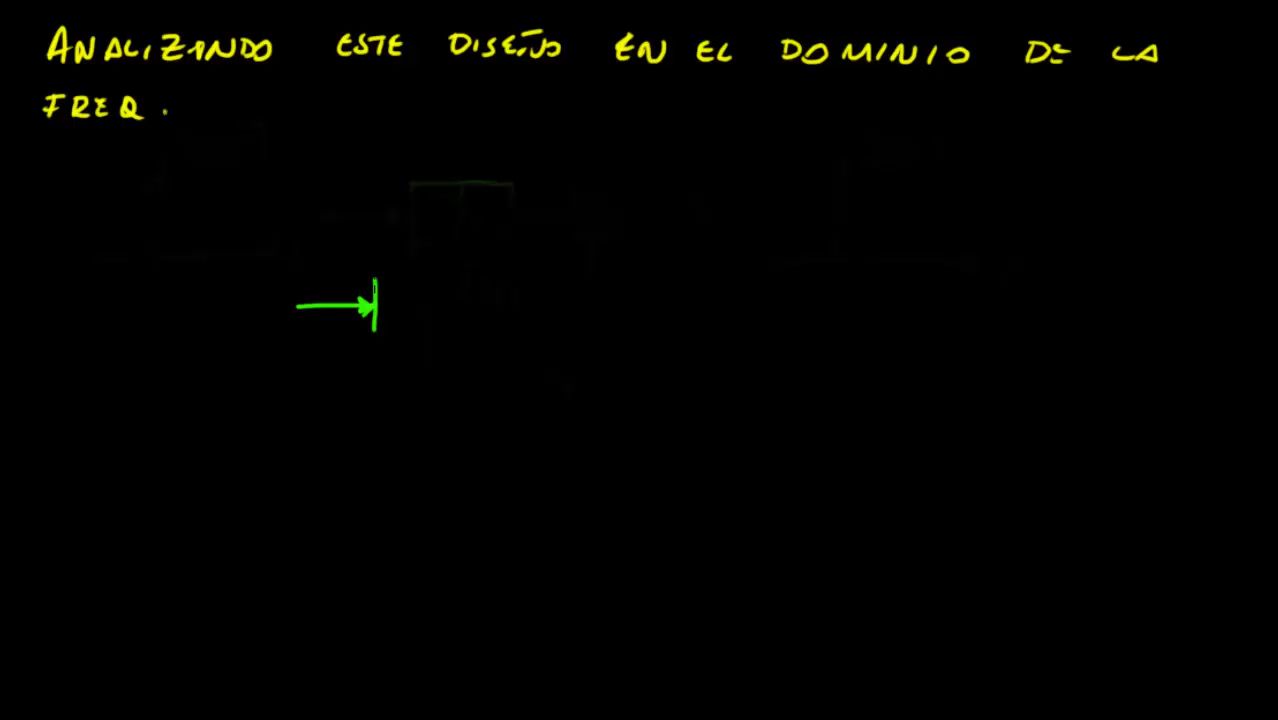 ANALIZANDO ESTE DISEÑO EN EL DOMINIO DE LA
FREQ.